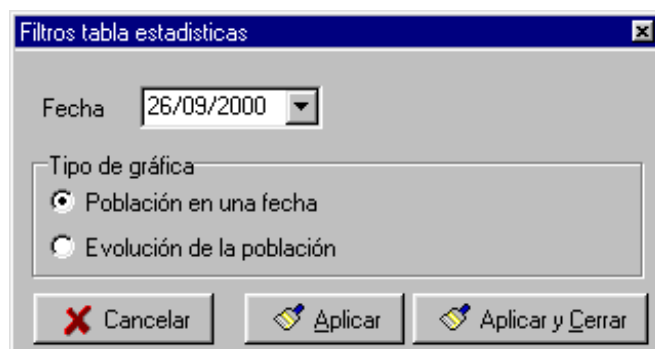 Filtros tabla estadisticas
Fecha 26/09/2000
Tipo de gráfica
Población en una fecha
Evolución de la población
Cancelar Aplicar Aplicar y Cerrar